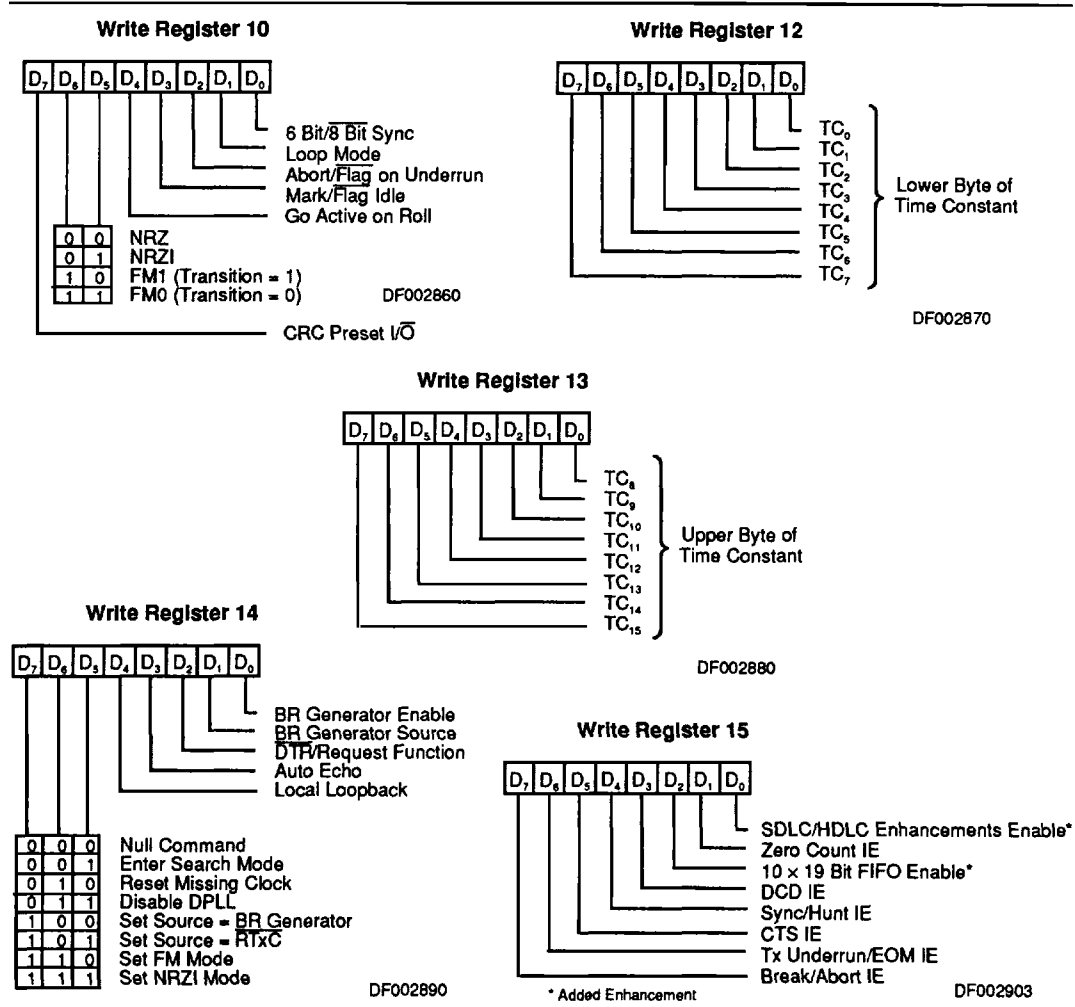 Write Register 10
D₇ D₆ D₅ D₄ D₃ D₂ D₁ D₀
6 Bit/8 Bit Sync
Loop Mode
Abort/Flag on Underrun
Mark/Flag Idle
Go Active on Roll
0 0 NRZ
0 1 NRZI
1 0 FM1 (Transition = 1)
1 1 FM0 (Transition = 0)
DF002860
CRC Preset I/O
Write Register 12
D₇ D₆ D₅ D₄ D₃ D₂ D₁ D₀
TC₀
TC₁
TC₂
TC₃
TC₄
TC₅
TC₆
TC₇
Lower Byte of
Time Constant
DF002870
Write Register 13
D₇ D₆ D₅ D₄ D₃ D₂ D₁ D₀
TC₈
TC₉
TC₁₀
TC₁₁
TC₁₂
TC₁₃
TC₁₄
TC₁₅
Upper Byte of
Time Constant
DF002880
Write Register 14
D₇ D₆ D₅ D₄ D₃ D₂ D₁ D₀
BR Generator Enable
BR Generator Source
DTR/Request Function
Auto Echo
Local Loopback
0 0 0 Null Command
0 0 1 Enter Search Mode
0 1 0 Reset Missing Clock
0 1 1 Disable DPLL
1 0 0 Set Source = BR Generator
1 0 1 Set Source = RTxC
1 1 0 Set FM Mode
1 1 1 Set NRZI Mode
DF002890
Write Register 15
D₇ D₆ D₅ D₄ D₃ D₂ D₁ D₀
SDLC/HDLC Enhancements Enable*
Zero Count IE
10 × 19 Bit FIFO Enable*
DCD IE
Sync/Hunt IE
CTS IE
Tx Underrun/EOM IE
Break/Abort IE
* Added Enhancement
DF002903